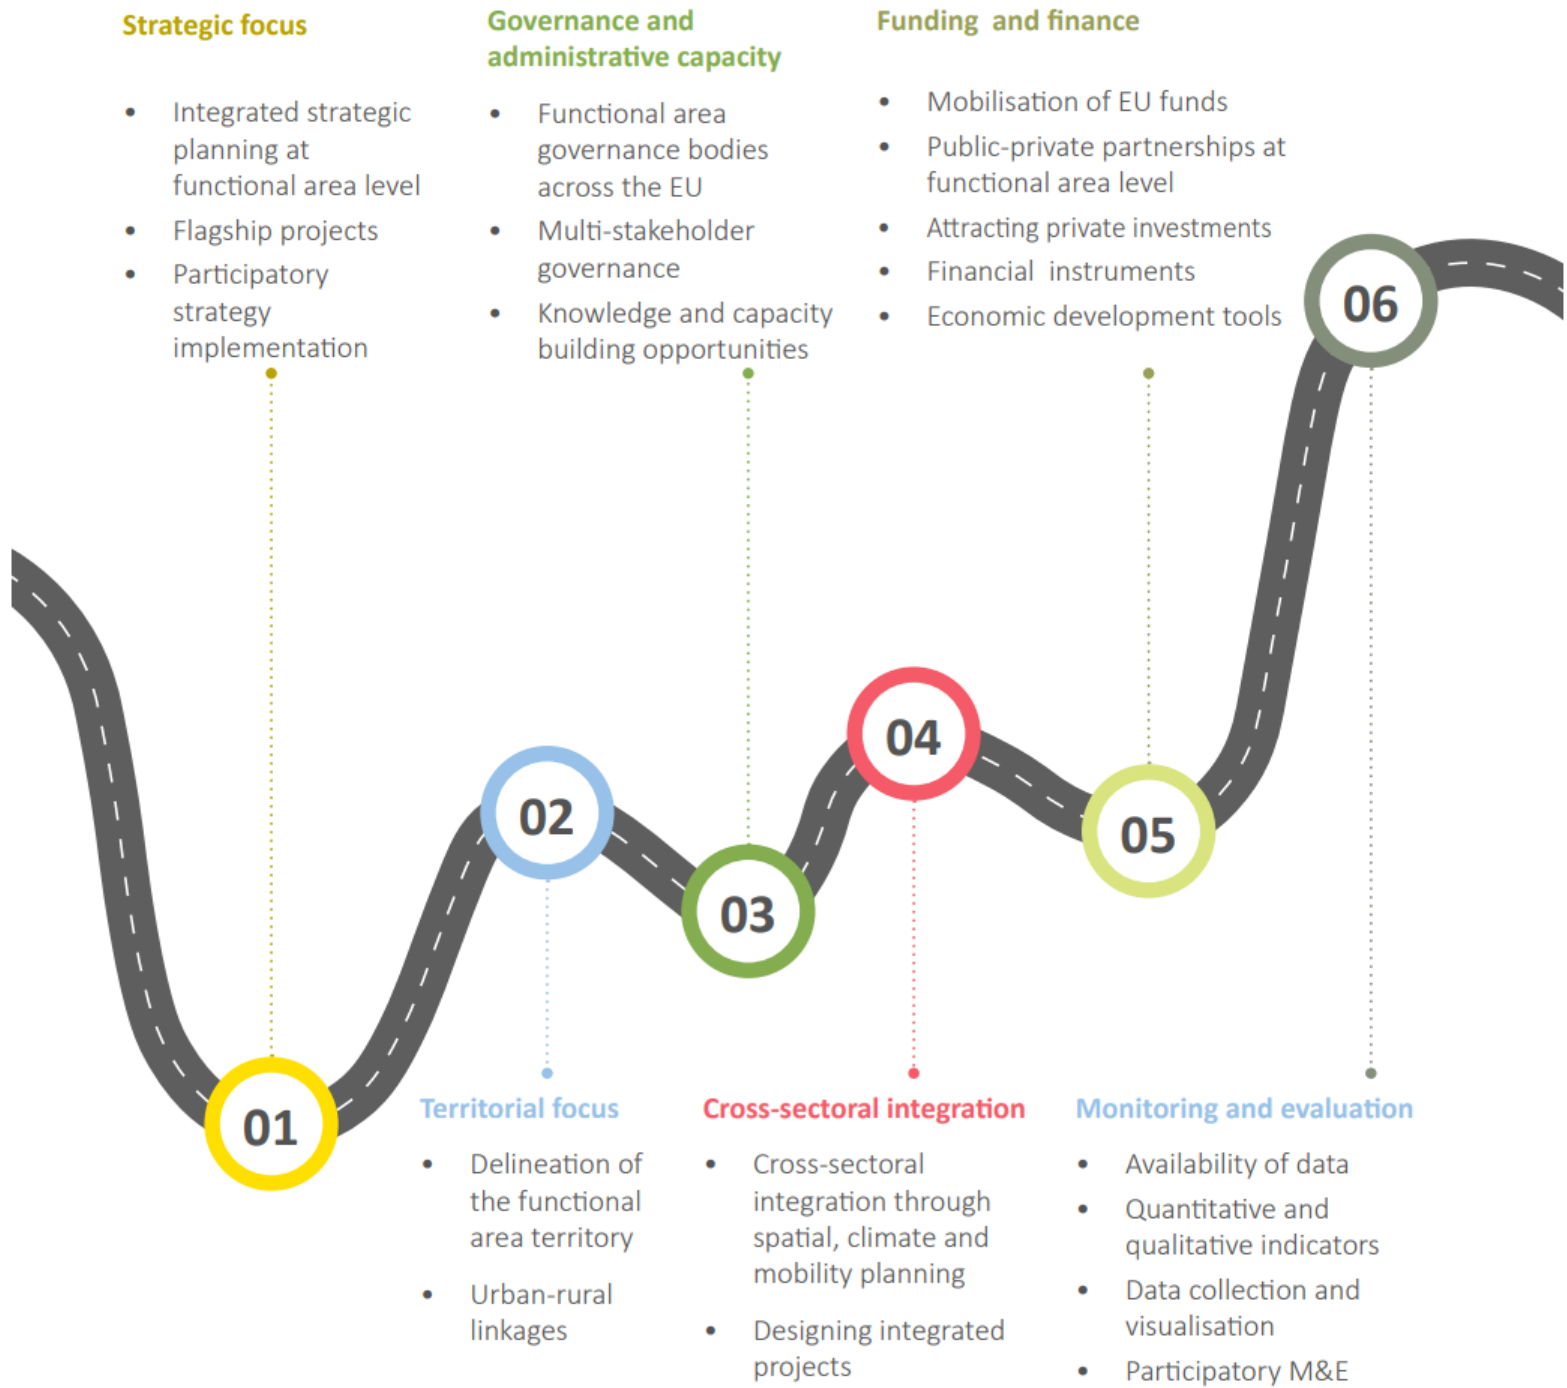 Strategic focus
• Integrated strategic
planning at
functional area level
• Flagship projects
• Participatory
strategy
implementation
Governance and
administrative capacity
• Functional area
governance bodies
across the EU
• Multi-stakeholder
governance
• Knowledge and capacity
building opportunities
Funding and finance
• Mobilisation of EU funds
• Public-private partnerships at
functional area level
• Attracting private investments
• Financial instruments
• Economic development tools
01
02
03
04
05
06
Territorial focus
• Delineation of
the functional
area territory
• Urban-rural
linkages
Cross-sectoral integration
• Cross-sectoral
integration through
spatial, climate and
mobility planning
• Designing integrated
projects
Monitoring and evaluation
• Availability of data
• Quantitative and
qualitative indicators
• Data collection and
visualisation
• Participatory M&E